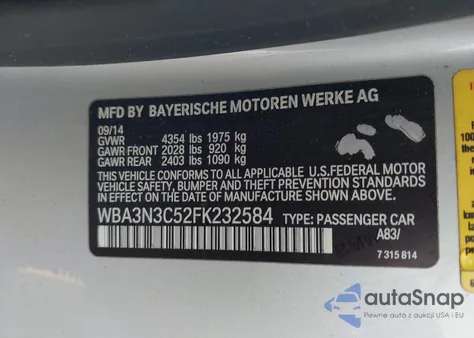 MFD BY BAYERISCHE MOTOREN WERKE AG
09/14
GVWR 4354 lbs 1975 kg
GAWR FRONT 2028 lbs 920 kg
GAWR REAR 2403 lbs 1090 kg
THIS VEHICLE CONFORMS TO ALL APPLICABLE
U.S.FEDERAL MOTOR
VEHICLE SAFETY, BUMPER AND THEFT PREVENTION STANDARDS
IN EFFECT ON THE DATE OF MANUFACTURE SHOWN ABOVE.
WBA3N3C52FK232584 TYPE: PASSENGER CAR
A83/
7 315 814
autoSnap
Pewne auta z aukcji USA i EU